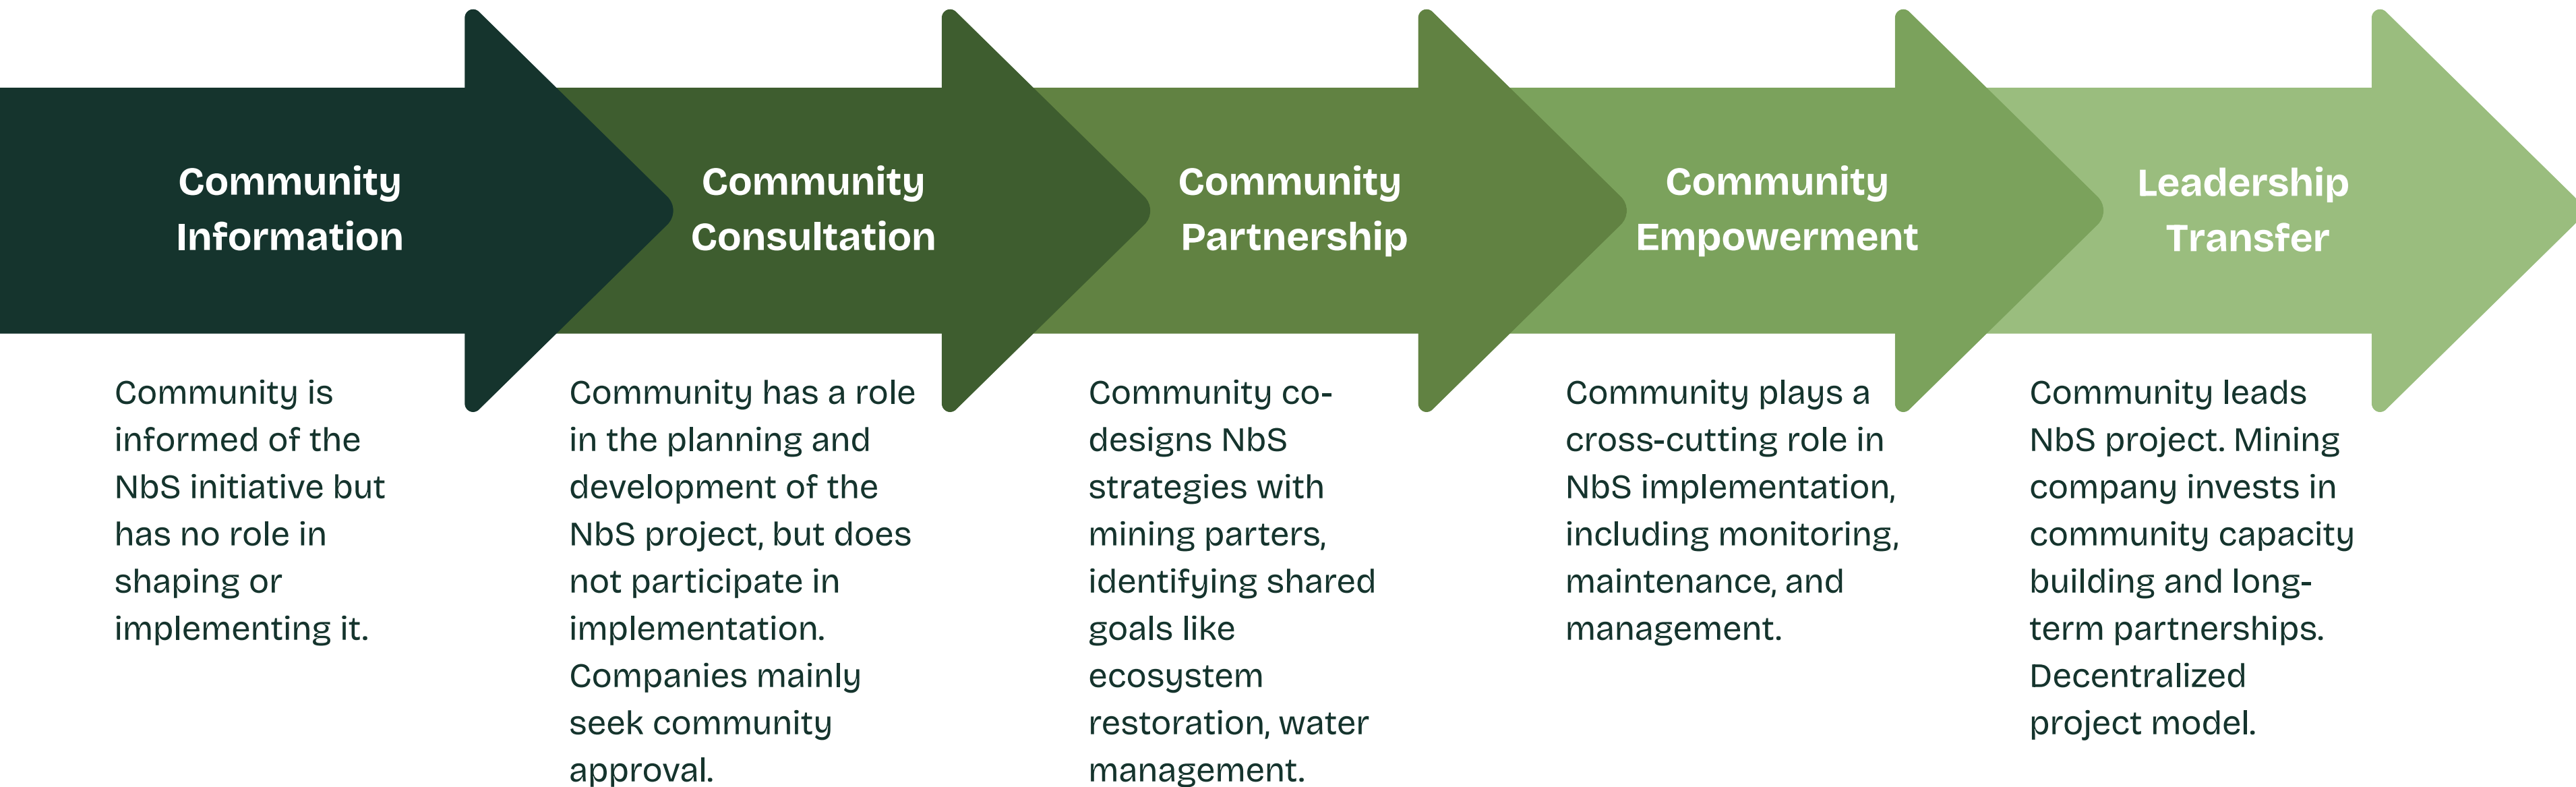 Community
Information
Community
Consultation
Community
Partnership
Community
Empowerment
Leadership
Transfer
Community is
informed of the
NbS initiative but
has no role in
shaping or
implementing it.
Community has a role
in the planning and
development of the
NbS project, but does
not participate in
implementation.
Companies mainly
seek community
approval.
Community co-
designs NbS
strategies with
mining parters,
identifying shared
goals like
ecosystem
restoration, water
management.
Community plays a
cross-cutting role in
NbS implementation,
including monitoring,
maintenance, and
management.
Community leads
NbS project. Mining
company invests in
community capacity
building and long-
term partnerships.
Decentralized
project model.